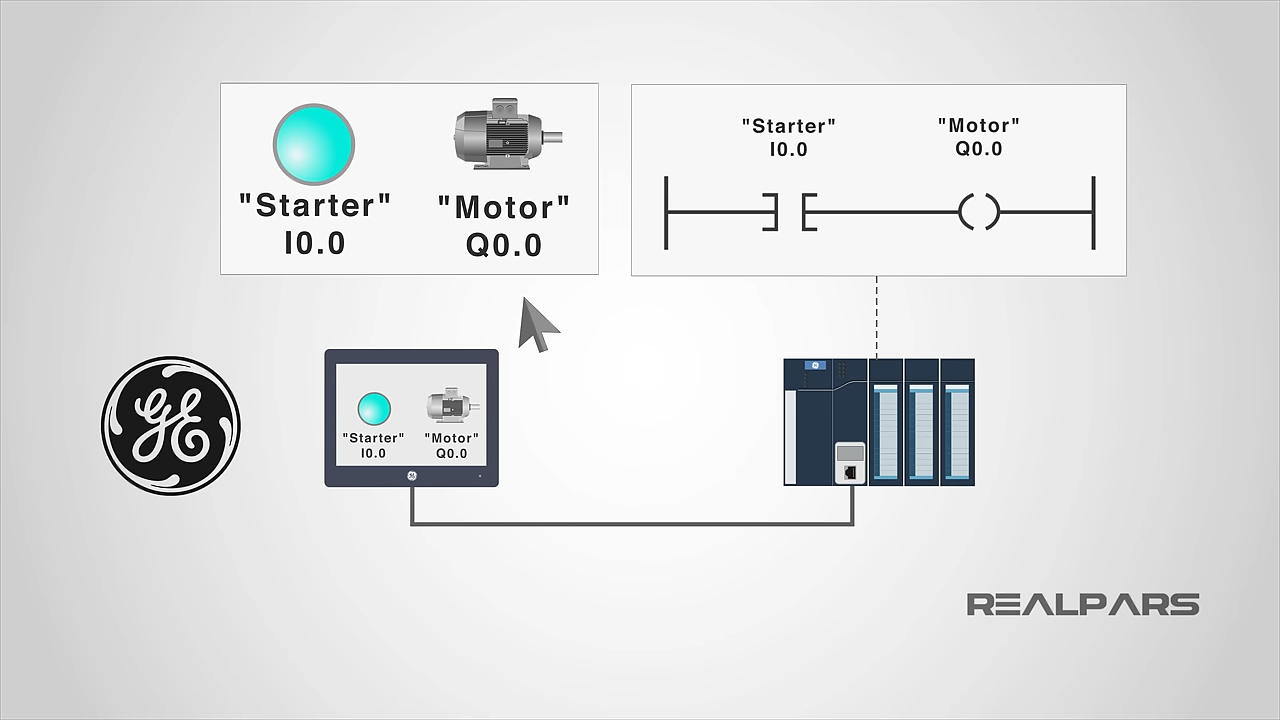 "Starter"
I0.0
"Motor"
Q0.0
"Starter"
I0.0
"Motor"
Q0.0
GE
"Starter"
I0.0
"Motor"
Q0.0
REALPARS